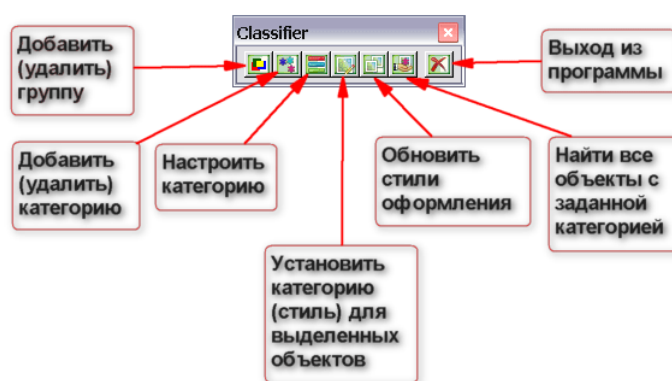 Classifier
Добавить
(удалить)
группу
Выход из
программы
Добавить
(удалить)
категорию
Настроить
категорию
Обновить
стили
оформления
Найти все
объекты с
заданной
категорией
Установить
категорию
(стиль) для
выделенных
объектов